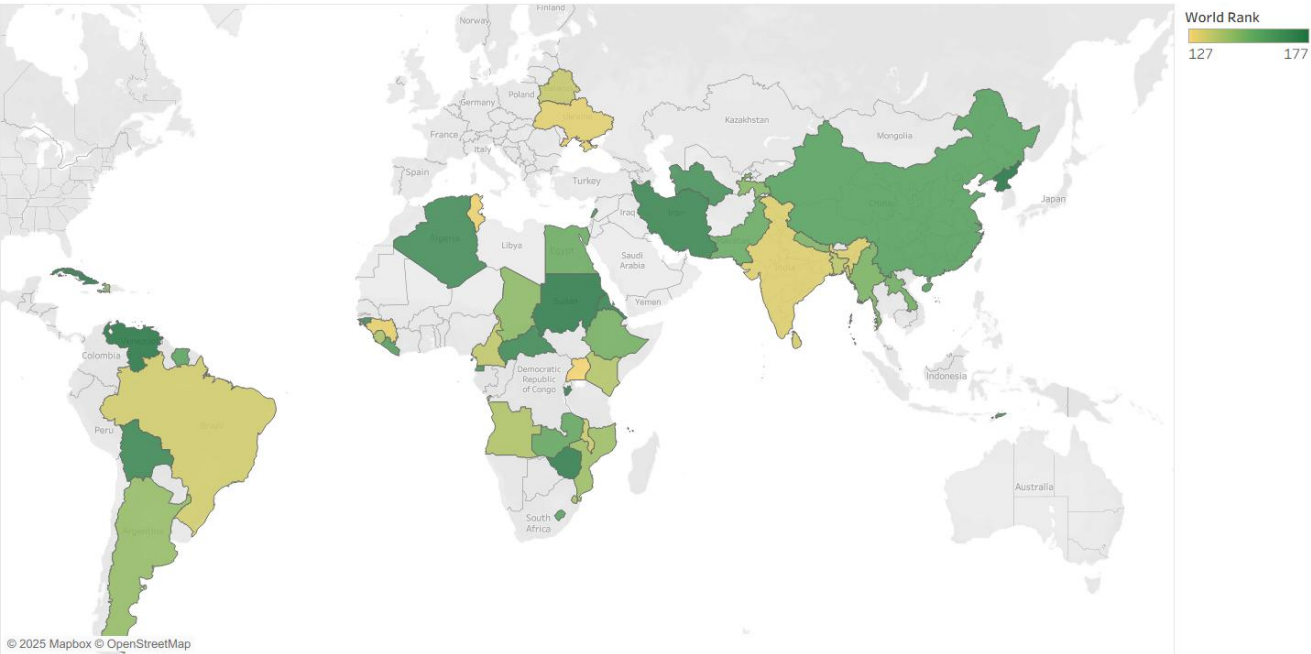 World Rank
127 177
Finland
Norway
Poland
Germany
Ukraine
France
Italy
Kazakhstan
Mongolia
Spain
Turkey
Japan
China
Iraq
Iran
Algeria
Libya
Egypt
Saudi
Arabia
India
Yemen
Sudan
Venezuela
Colombia
Democratic
Republic
of Congo
Indonesia
Brazil
Peru
Australia
South
Africa
Argentina
© 2025 Mapbox © OpenStreetMap